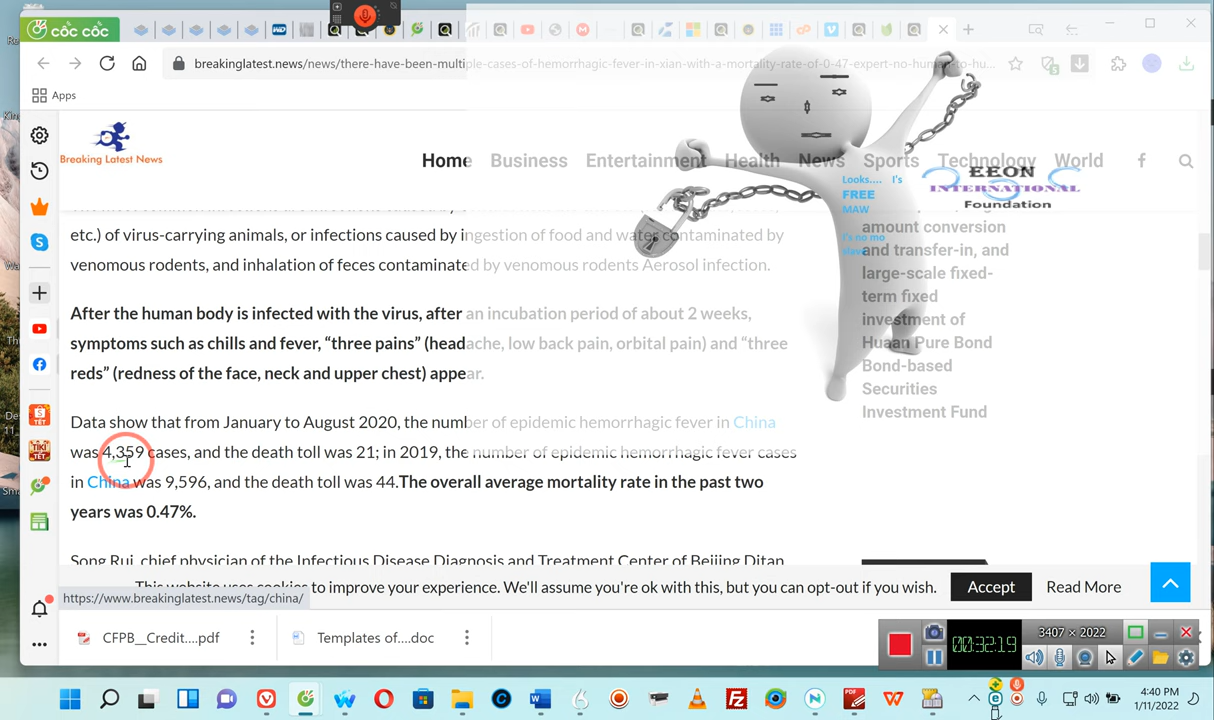 cốc cốc
breakinglatest.news/news/there-have-been-multiple-cases-of-hemorrhagic-fever-in-xian-with-a-mortality-rate-of-0-47-expert-no-human-to-hu...
Apps
Breaking Latest News
Home Business Entertainment Health News Sports Technology World
Looks.... I's
FREE
MAW
I's no mo
slave
EEON
INTERNATIONAL
Foundation
etc.) of virus-carrying animals, or infections caused by ingestion of food and water contaminated by
venomous rodents, and inhalation of feces contaminated by venomous rodents Aerosol infection.
After the human body is infected with the virus, after an incubation period of about 2 weeks,
symptoms such as chills and fever, “three pains” (headache, low back pain, orbital pain) and “three
reds” (redness of the face, neck and upper chest) appear.
Data show that from January to August 2020, the number of epidemic hemorrhagic fever in China
was 4,359 cases, and the death toll was 21; in 2019, the number of epidemic hemorrhagic fever cases
in China was 9,596, and the death toll was 44.The overall average mortality rate in the past two
years was 0.47%.
Song Rui, chief physician of the Infectious Disease Diagnosis and Treatment Center of Beijing Ditan
amount conversion
and transfer-in, and
large-scale fixed-
term fixed
investment of
Huaan Pure Bond
Bond-based
Securities
Investment Fund
This website uses cookies to improve your experience. We'll assume you're ok with this, but you can opt-out if you wish. Accept Read More
https://www.breakinglatest.news/tag/china/
CFPB__Credit....pdf
Templates of....doc
00:32:19
3407 × 2022
4:40 PM
1/11/2022